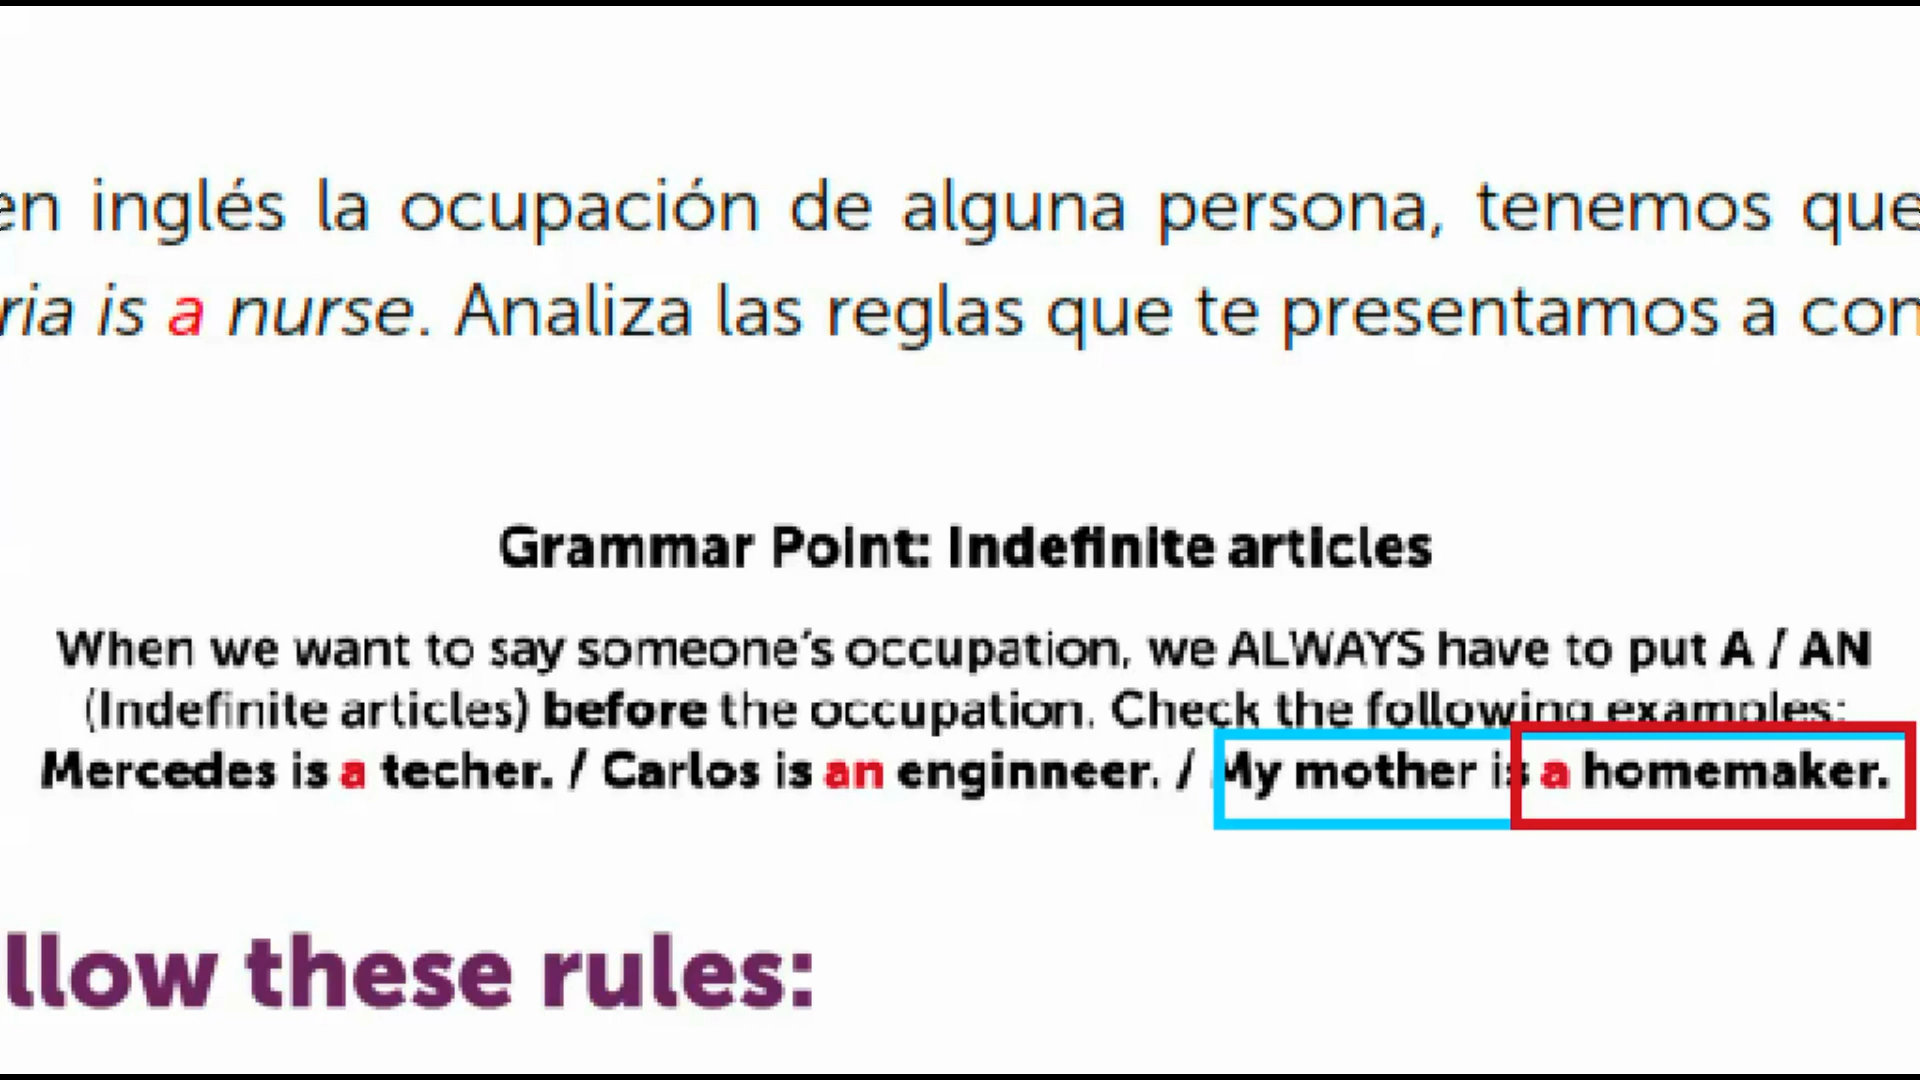 en inglés la ocupación de alguna persona, tenemos que
ria is a nurse. Analiza las reglas que te presentamos a con
Grammar Point: Indefinite articles
When we want to say someone's occupation, we ALWAYS have to put A / AN
(Indefinite articles) before the occupation. Check the following examples:
Mercedes is a techer. / Carlos is an enginneer. / My mother is a homemaker.
llow these rules: